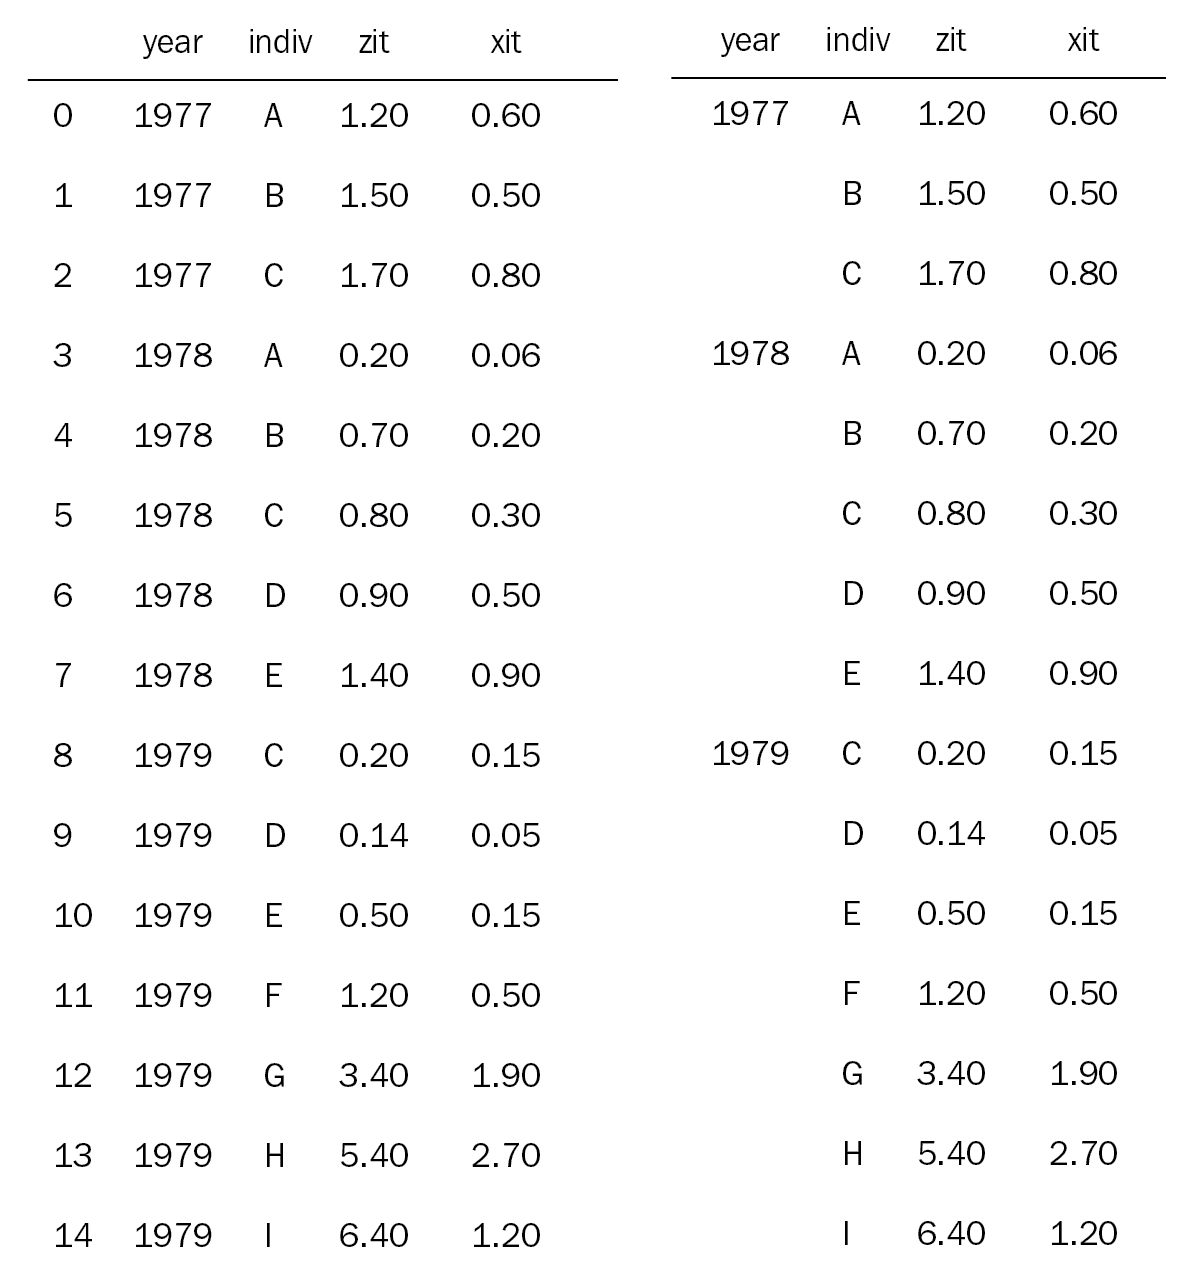 year indiv zit xit
0 1977 A 1.20 0.60
1 1977 B 1.50 0.50
2 1977 C 1.70 0.80
3 1978 A 0.20 0.06
4 1978 B 0.70 0.20
5 1978 C 0.80 0.30
6 1978 D 0.90 0.50
7 1978 E 1.40 0.90
8 1979 C 0.20 0.15
9 1979 D 0.14 0.05
10 1979 E 0.50 0.15
11 1979 F 1.20 0.50
12 1979 G 3.40 1.90
13 1979 H 5.40 2.70
14 1979 I 6.40 1.20
year indiv zit xit
1977 A 1.20 0.60
B 1.50 0.50
C 1.70 0.80
1978 A 0.20 0.06
B 0.70 0.20
C 0.80 0.30
D 0.90 0.50
E 1.40 0.90
1979 C 0.20 0.15
D 0.14 0.05
E 0.50 0.15
F 1.20 0.50
G 3.40 1.90
H 5.40 2.70
I 6.40 1.20